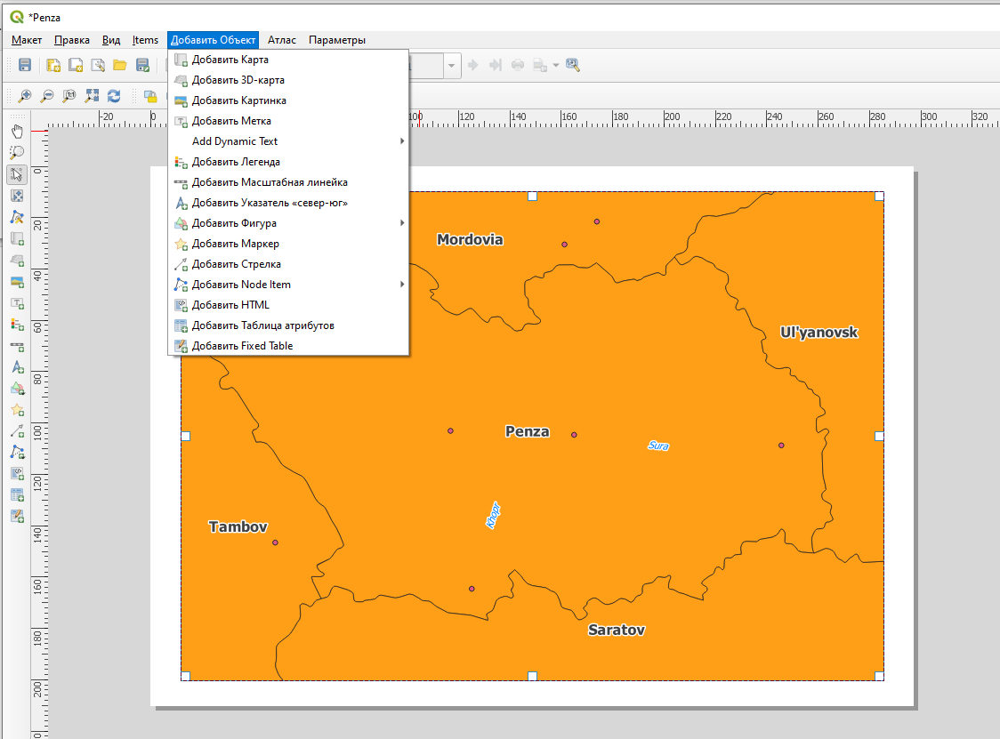 *Penza
Макет Правка Вид Items Добавить Объект Атлас Параметры
Добавить Карта
Добавить 3D-карта
Добавить Картинка
Добавить Метка
Add Dynamic Text
Добавить Легенда
Добавить Масштабная линейка
Добавить Указатель «север-юг»
Добавить Фигура
Добавить Маркер
Добавить Стрелка
Добавить Node Item
Добавить HTML
Добавить Таблица атрибутов
Добавить Fixed Table
-20 0 100 120 140 160 180 200 220 240 260 280 300 320
0
20
40
60
80
100
120
140
160
180
200
Mordovia
Ul'yanovsk
Penza
Sura
Khopr
Tambov
Saratov